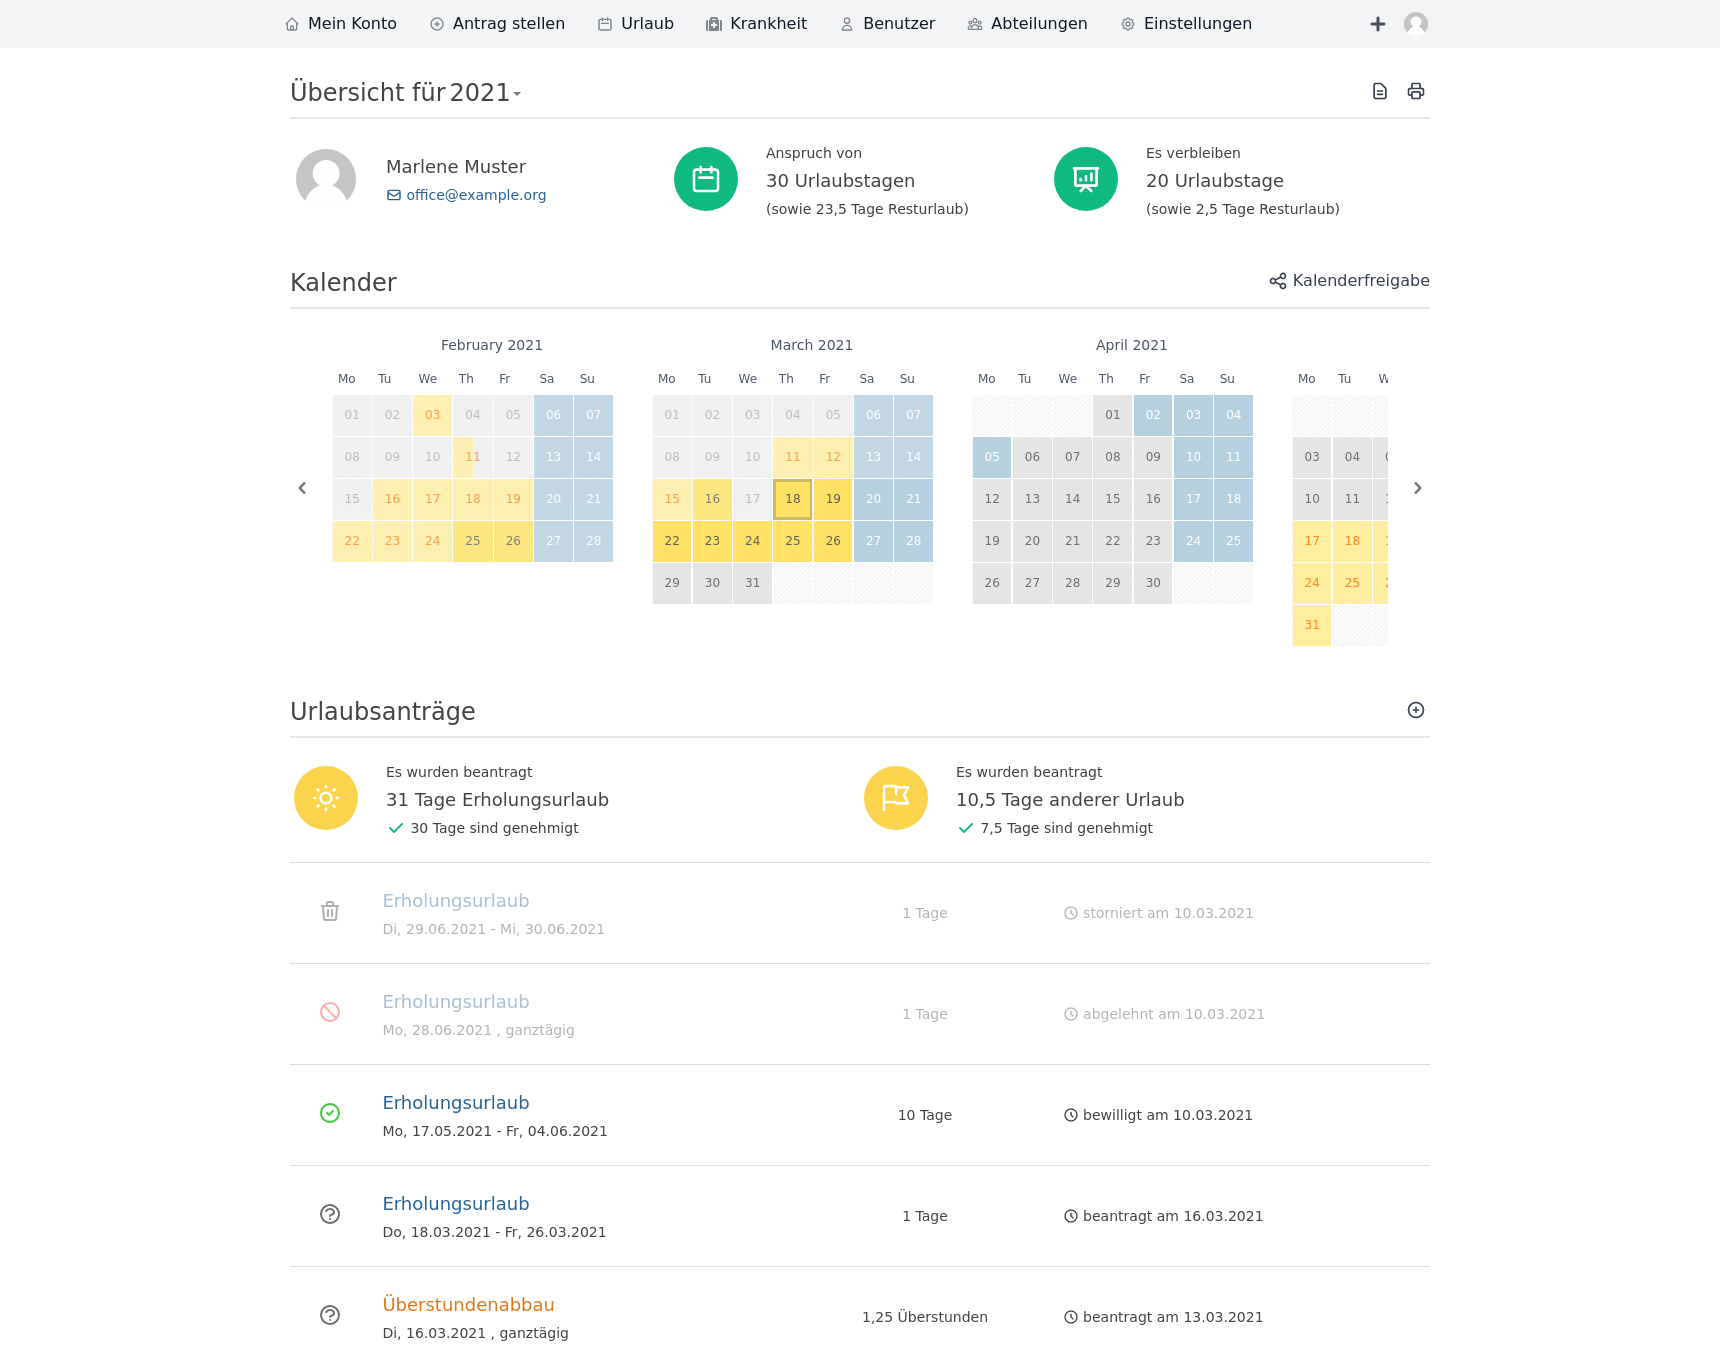 Mein Konto Antrag stellen Urlaub Krankheit Benutzer Abteilungen Einstellungen
Übersicht für 2021
Marlene Muster
office@example.org
Anspruch von
30 Urlaubstagen
(sowie 23,5 Tage Resturlaub)
Es verbleiben
20 Urlaubstage
(sowie 2,5 Tage Resturlaub)
Kalender
Kalenderfreigabe
February 2021
Mo Tu We Th Fr Sa Su
01 02 03 04 05 06 07
08 09 10 11 12 13 14
15 16 17 18 19 20 21
22 23 24 25 26 27 28
March 2021
Mo Tu We Th Fr Sa Su
01 02 03 04 05 06 07
08 09 10 11 12 13 14
15 16 17 18 19 20 21
22 23 24 25 26 27 28
29 30 31
April 2021
Mo Tu We Th Fr Sa Su
01 02 03 04
05 06 07 08 09 10 11
12 13 14 15 16 17 18
19 20 21 22 23 24 25
26 27 28 29 30
Mo Tu
03 04
10 11
17 18
24 25
31
Urlaubsanträge
Es wurden beantragt
31 Tage Erholungsurlaub
30 Tage sind genehmigt
Es wurden beantragt
10,5 Tage anderer Urlaub
7,5 Tage sind genehmigt
Erholungsurlaub
Di, 29.06.2021 - Mi, 30.06.2021
1 Tage
storniert am 10.03.2021
Erholungsurlaub
Mo, 28.06.2021 , ganztägig
1 Tage
abgelehnt am 10.03.2021
Erholungsurlaub
Mo, 17.05.2021 - Fr, 04.06.2021
10 Tage
bewilligt am 10.03.2021
Erholungsurlaub
Do, 18.03.2021 - Fr, 26.03.2021
1 Tage
beantragt am 16.03.2021
Überstundenabbau
Di, 16.03.2021 , ganztägig
1,25 Überstunden
beantragt am 13.03.2021